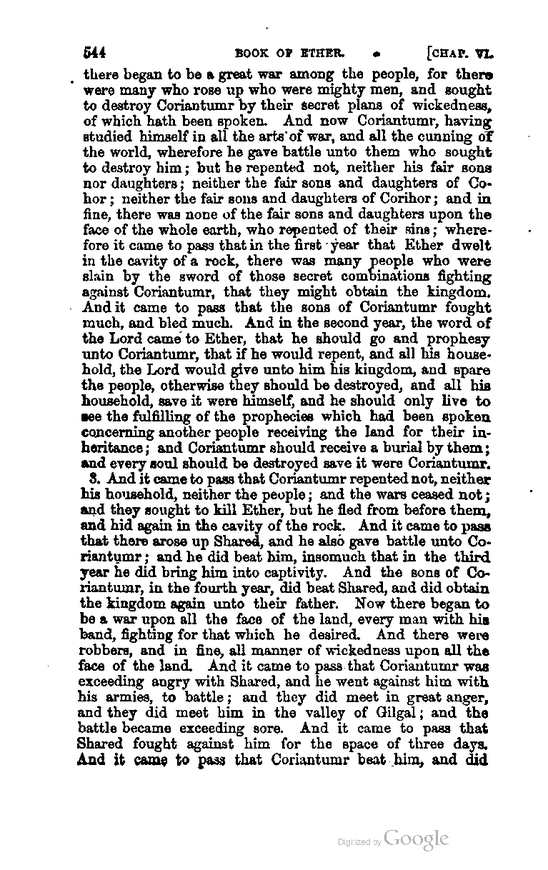 544 BOOK OF ETHER. [CHAP. VI.
there began to be a great war among the people, for there
were many who rose up who were mighty men, and sought
to destroy Coriantumr by their secret plans of wickedness,
of which hath been spoken. And now Coriantumr, having
studied himself in all the arts of war, and all the cunning of
the world, wherefore he gave battle unto them who sought
to destroy him; but he repented not, neither his fair sons
nor daughters; neither the fair sons and daughters of Co-
hor; neither the fair sons and daughters of Corihor; and in
fine, there was none of the fair sons and daughters upon the
face of the whole earth, who repented of their sins; where-
fore it came to pass that in the first year that Ether dwelt
in the cavity of a rock, there was many people who were
slain by the sword of those secret combinations fighting
against Coriantumr, that they might obtain the kingdom.
And it came to pass that the sons of Coriantumr fought
much, and bled much. And in the second year, the word of
the Lord came to Ether, that he should go and prophesy
unto Coriantumr, that if he would repent, and all his house-
hold, the Lord would give unto him his kingdom, and spare
the people, otherwise they should be destroyed, and all his
household, save it were himself, and he should only live to
see the fulfilling of the prophecies which had been spoken
concerning another people receiving the land for their in-
heritance; and Coriantumr should receive a burial by them;
and every soul should be destroyed save it were Coriantumr.
3. And it came to pass that Coriantumr repented not, neither
his household, neither the people; and the wars ceased not;
and they sought to kill Ether, but he fled from before them,
and hid again in the cavity of the rock. And it came to pass
that there arose up Shared, and he also gave battle unto Co-
riantumr; and he did beat him, insomuch that in the third
year he did bring him into captivity. And the sons of Co-
riantumr, in the fourth year, did beat Shared, and did obtain
the kingdom again unto their father. Now there began to
be a war upon all the face of the land, every man with his
band, fighting for that which he desired. And there were
robbers, and in fine, all manner of wickedness upon all the
face of the land. And it came to pass that Coriantumr was
exceeding angry with Shared, and he went against him with
his armies, to battle; and they did meet in great anger,
and they did meet him in the valley of Gilgal; and the
battle became exceeding sore. And it came to pass that
Shared fought against him for the space of three days.
And it came to pass that Coriantumr beat him, and did
Digitized by Google